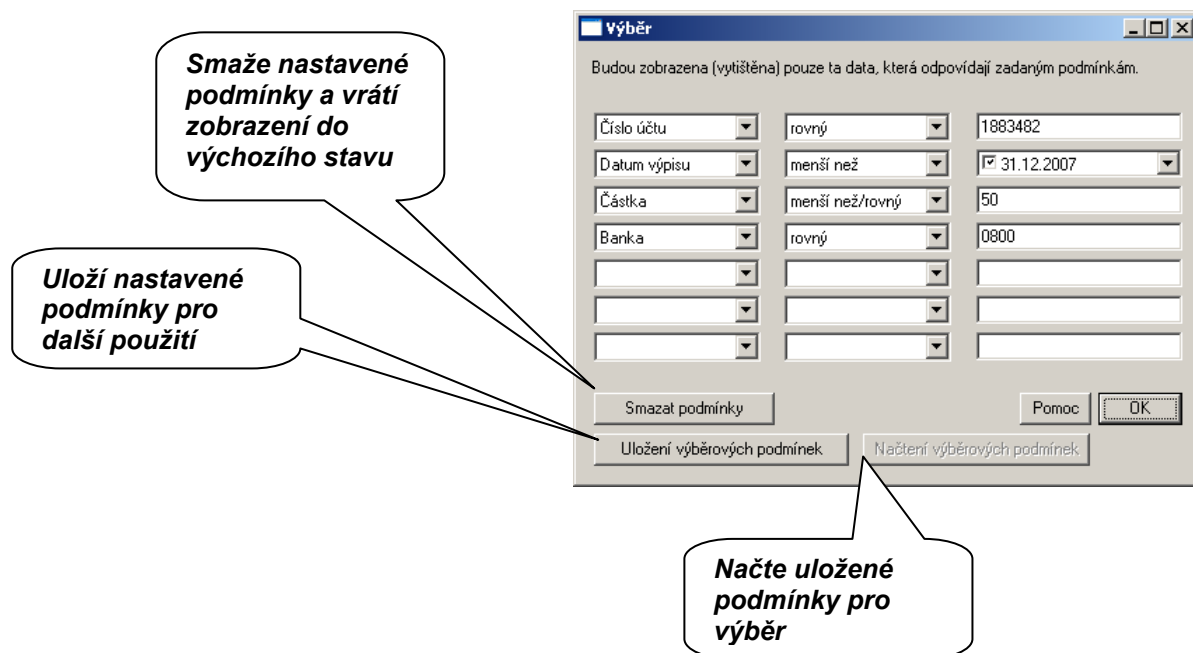 Výběr
Smaže nastavené
podmínky a vrátí
zobrazení do
výchozího stavu
Budou zobrazena (vytištěna) pouze ta data, která odpovídají zadaným podmínkám.
Číslo účtu rovný 1883482
Datum výpisu menší než 31.12.2007
Částka menší než/rovný 50
Banka rovný 0800
Uloží nastavené
podmínky pro
další použití
Smazat podmínky Pomoc OK
Uložení výběrových podmínek Načtení výběrových podmínek
Načte uložené
podmínky pro
výběr